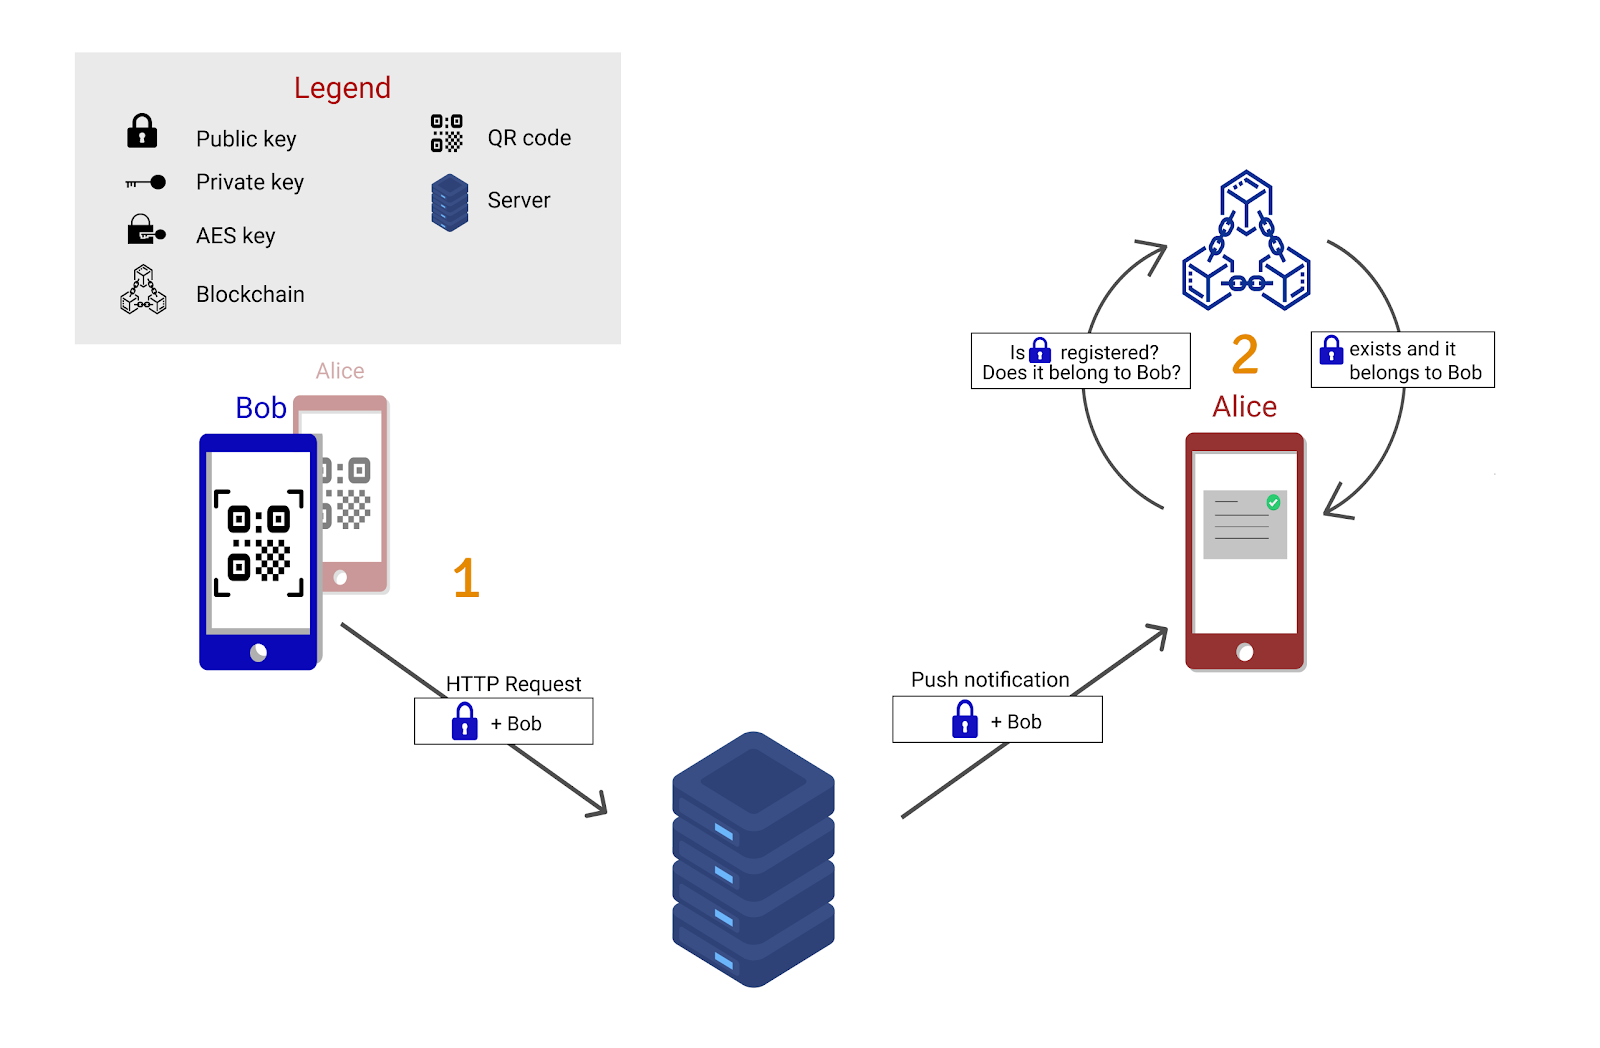 Legend
Public key
Private key
AES key
Blockchain
QR code
Server
Alice
Bob
1
HTTP Request
+ Bob
Push notification
+ Bob
Is registered?
Does it belong to Bob?
2
exists and it
belongs to Bob
Alice